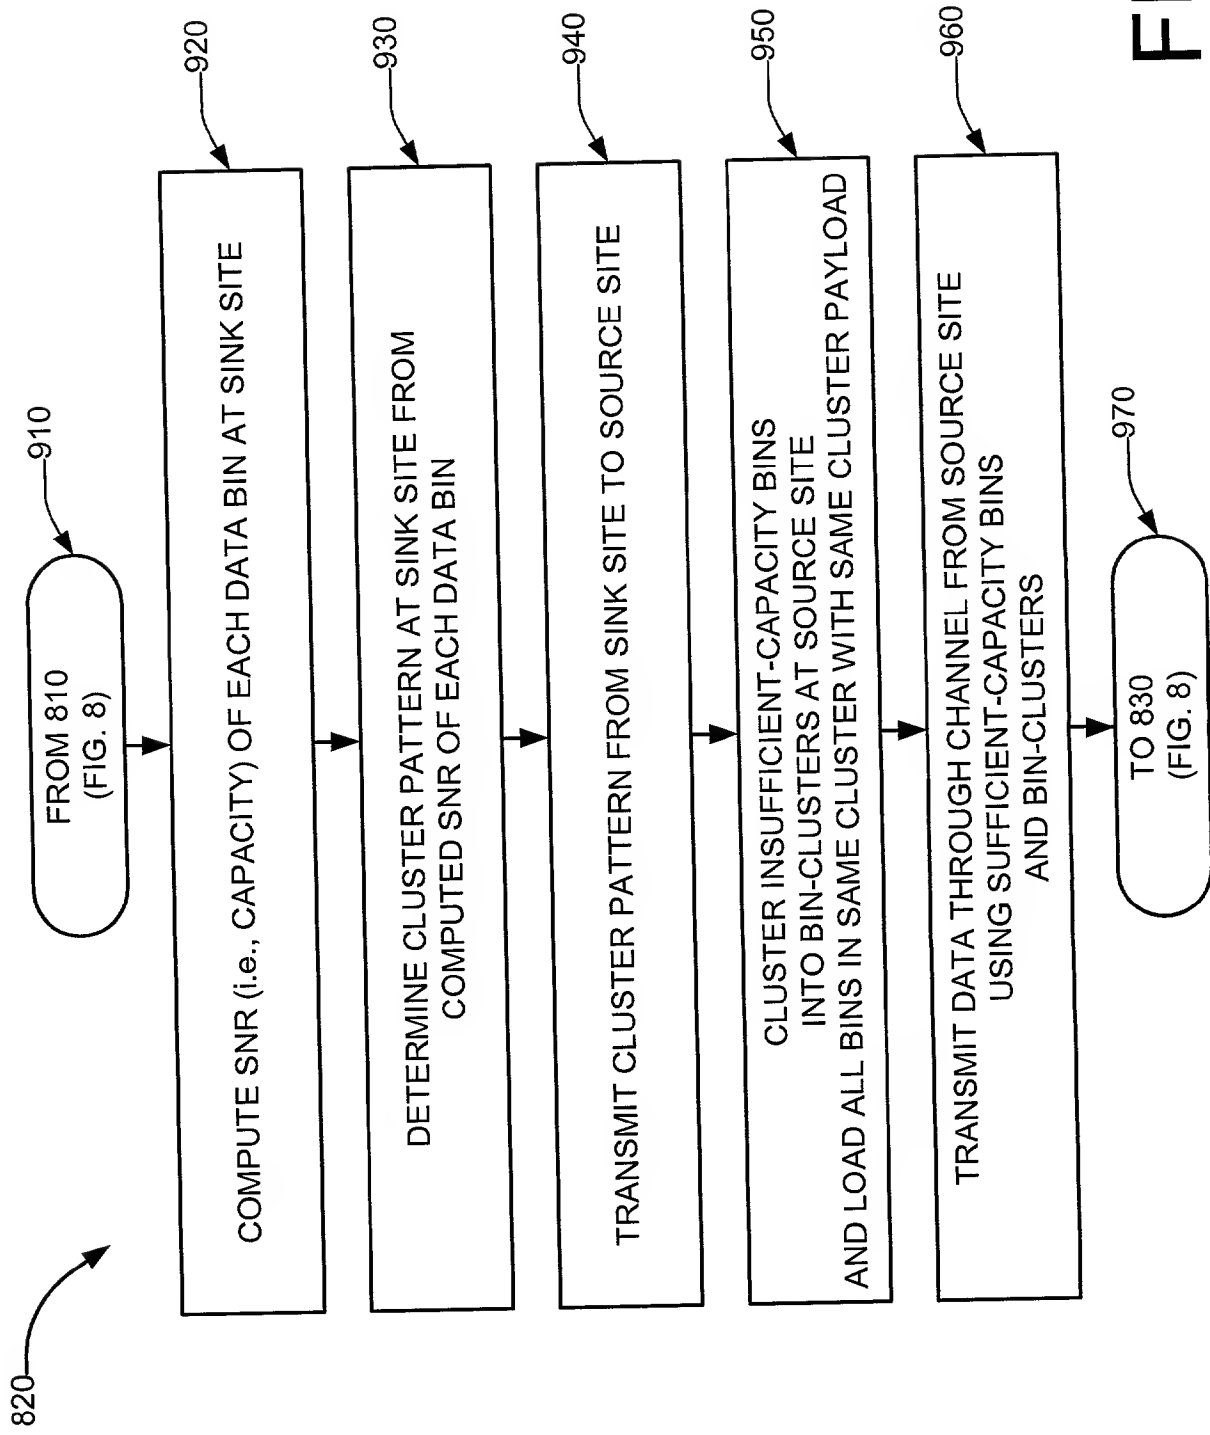 820
FROM 810
(FIG. 8)
910
COMPUTE SNR (i.e., CAPACITY) OF EACH DATA BIN AT SINK SITE
920
DETERMINE CLUSTER PATTERN AT SINK SITE FROM
COMPUTED SNR OF EACH DATA BIN
930
TRANSMIT CLUSTER PATTERN FROM SINK SITE TO SOURCE SITE
940
CLUSTER INSUFFICIENT-CAPACITY BINS
INTO BIN-CLUSTERS AT SOURCE SITE
AND LOAD ALL BINS IN SAME CLUSTER WITH SAME CLUSTER PAYLOAD
950
TRANSMIT DATA THROUGH CHANNEL FROM SOURCE SITE
USING SUFFICIENT-CAPACITY BINS
AND BIN-CLUSTERS
960
TO 830
(FIG. 8)
970